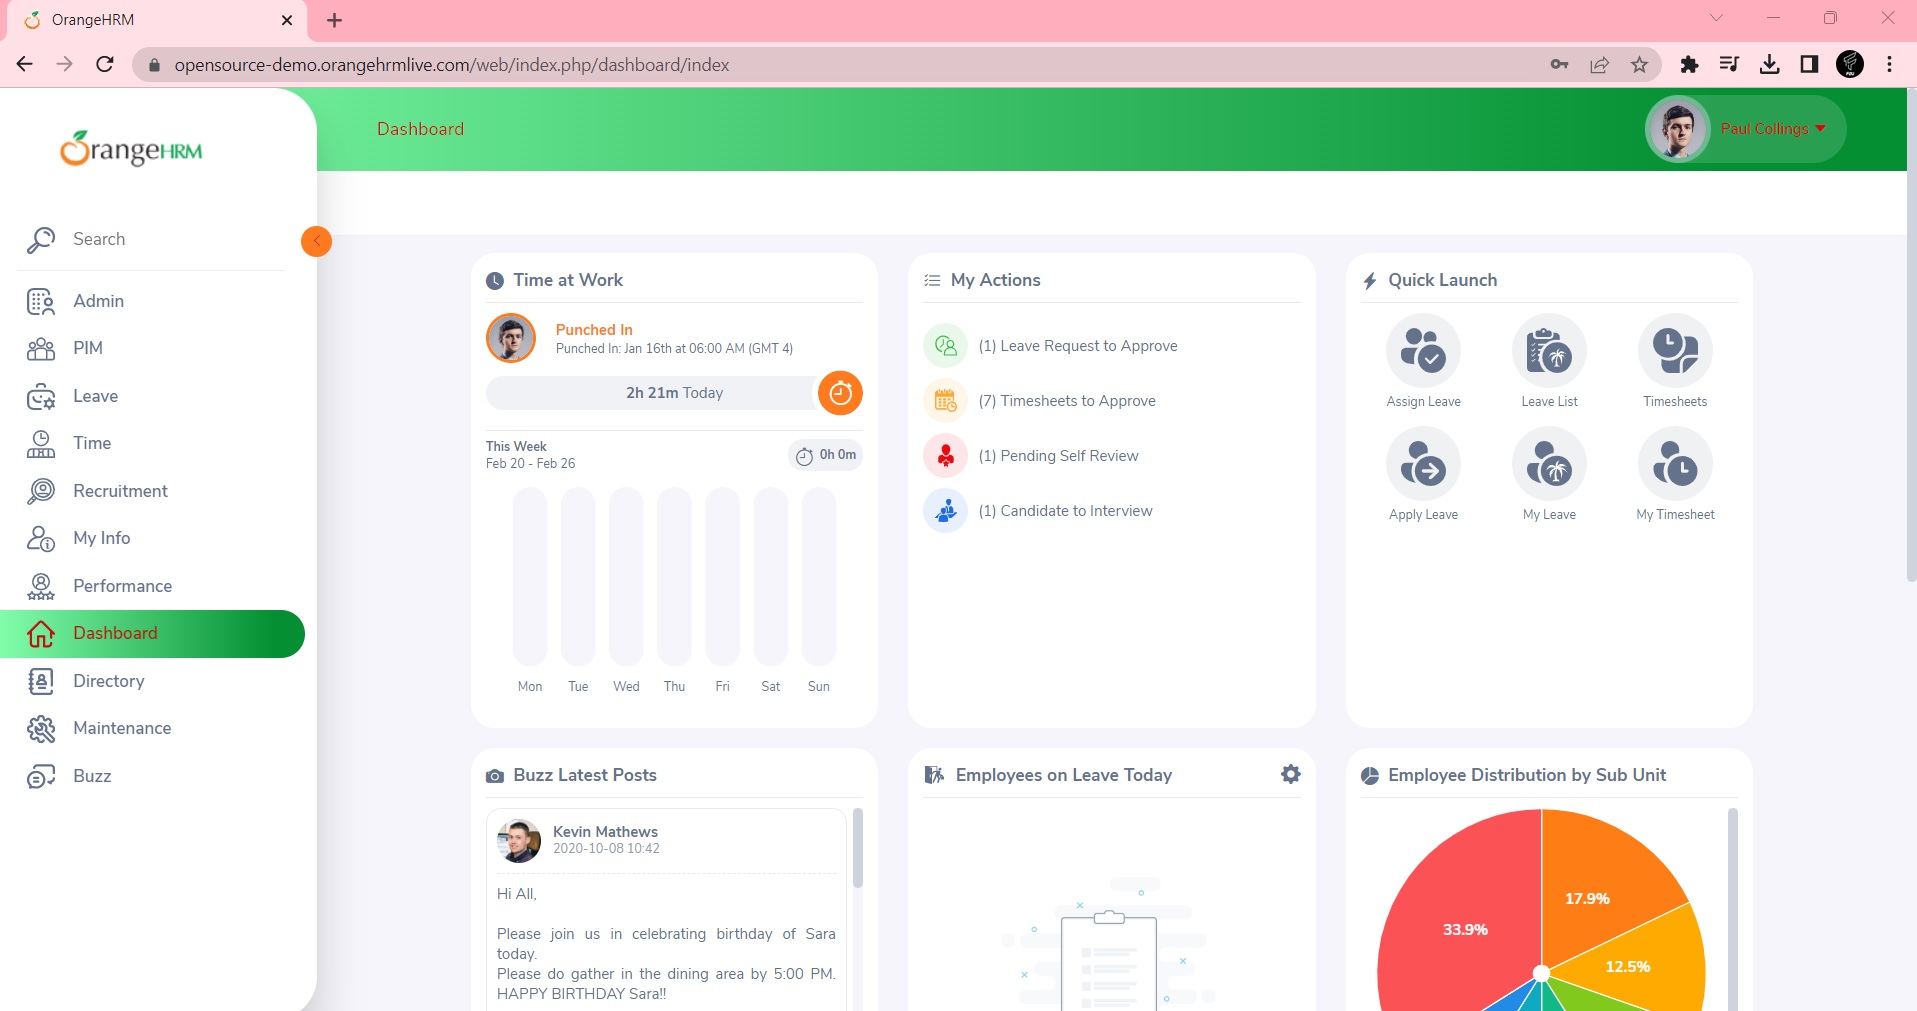 OrangeHRM
opensource-demo.orangehrmlive.com/web/index.php/dashboard/index
OrangeHRM
Dashboard
Paul Collings
Search
Admin
PIM
Leave
Time
Recruitment
My Info
Performance
Dashboard
Directory
Maintenance
Buzz
Time at Work
Punched In
Punched In: Jan 16th at 06:00 AM (GMT 4)
2h 21m Today
This Week
Feb 20 - Feb 26
0h 0m
Mon Tue Wed Thu Fri Sat Sun
My Actions
(1) Leave Request to Approve
(7) Timesheets to Approve
(1) Pending Self Review
(1) Candidate to Interview
Quick Launch
Assign Leave Leave List Timesheets
Apply Leave My Leave My Timesheet
Buzz Latest Posts
Kevin Mathews
2020-10-08 10:42
Hi All,
Please join us in celebrating birthday of Sara
today.
Please do gather in the dining area by 5:00 PM.
HAPPY BIRTHDAY Sara!!
Employees on Leave Today
Employee Distribution by Sub Unit
17.9%
33.9%
12.5%